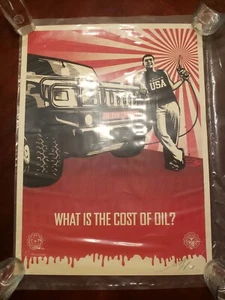 USA
WHAT IS THE COST OF OIL?